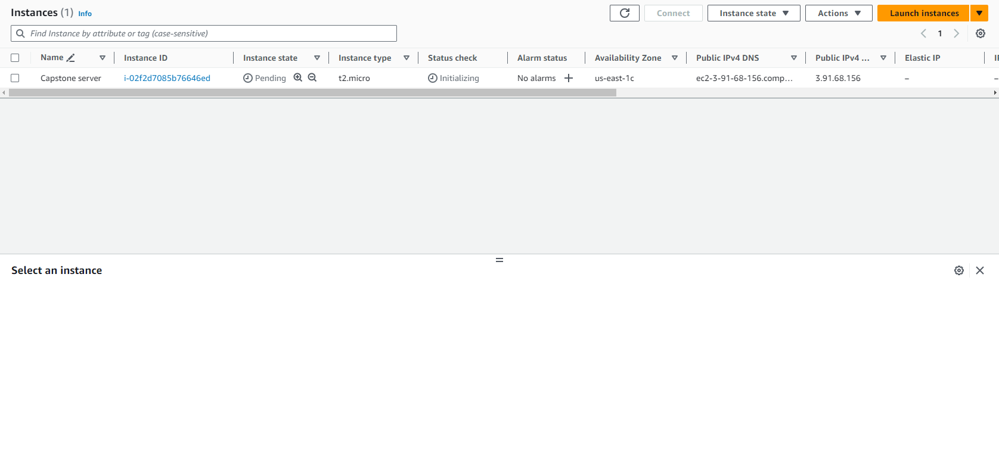 Instances (1) Info
Connect
Instance state
Actions
Launch instances
Find Instance by attribute or tag (case-sensitive)
1
Name Instance ID Instance state Instance type Status check Alarm status Availability Zone Public IPv4 DNS Public IPv4 ... Elastic IP
Capstone server i-02f2d7085b76646ed Pending t2.micro Initializing No alarms + us-east-1c ec2-3-91-68-156.comp... 3.91.68.156 – –
Select an instance